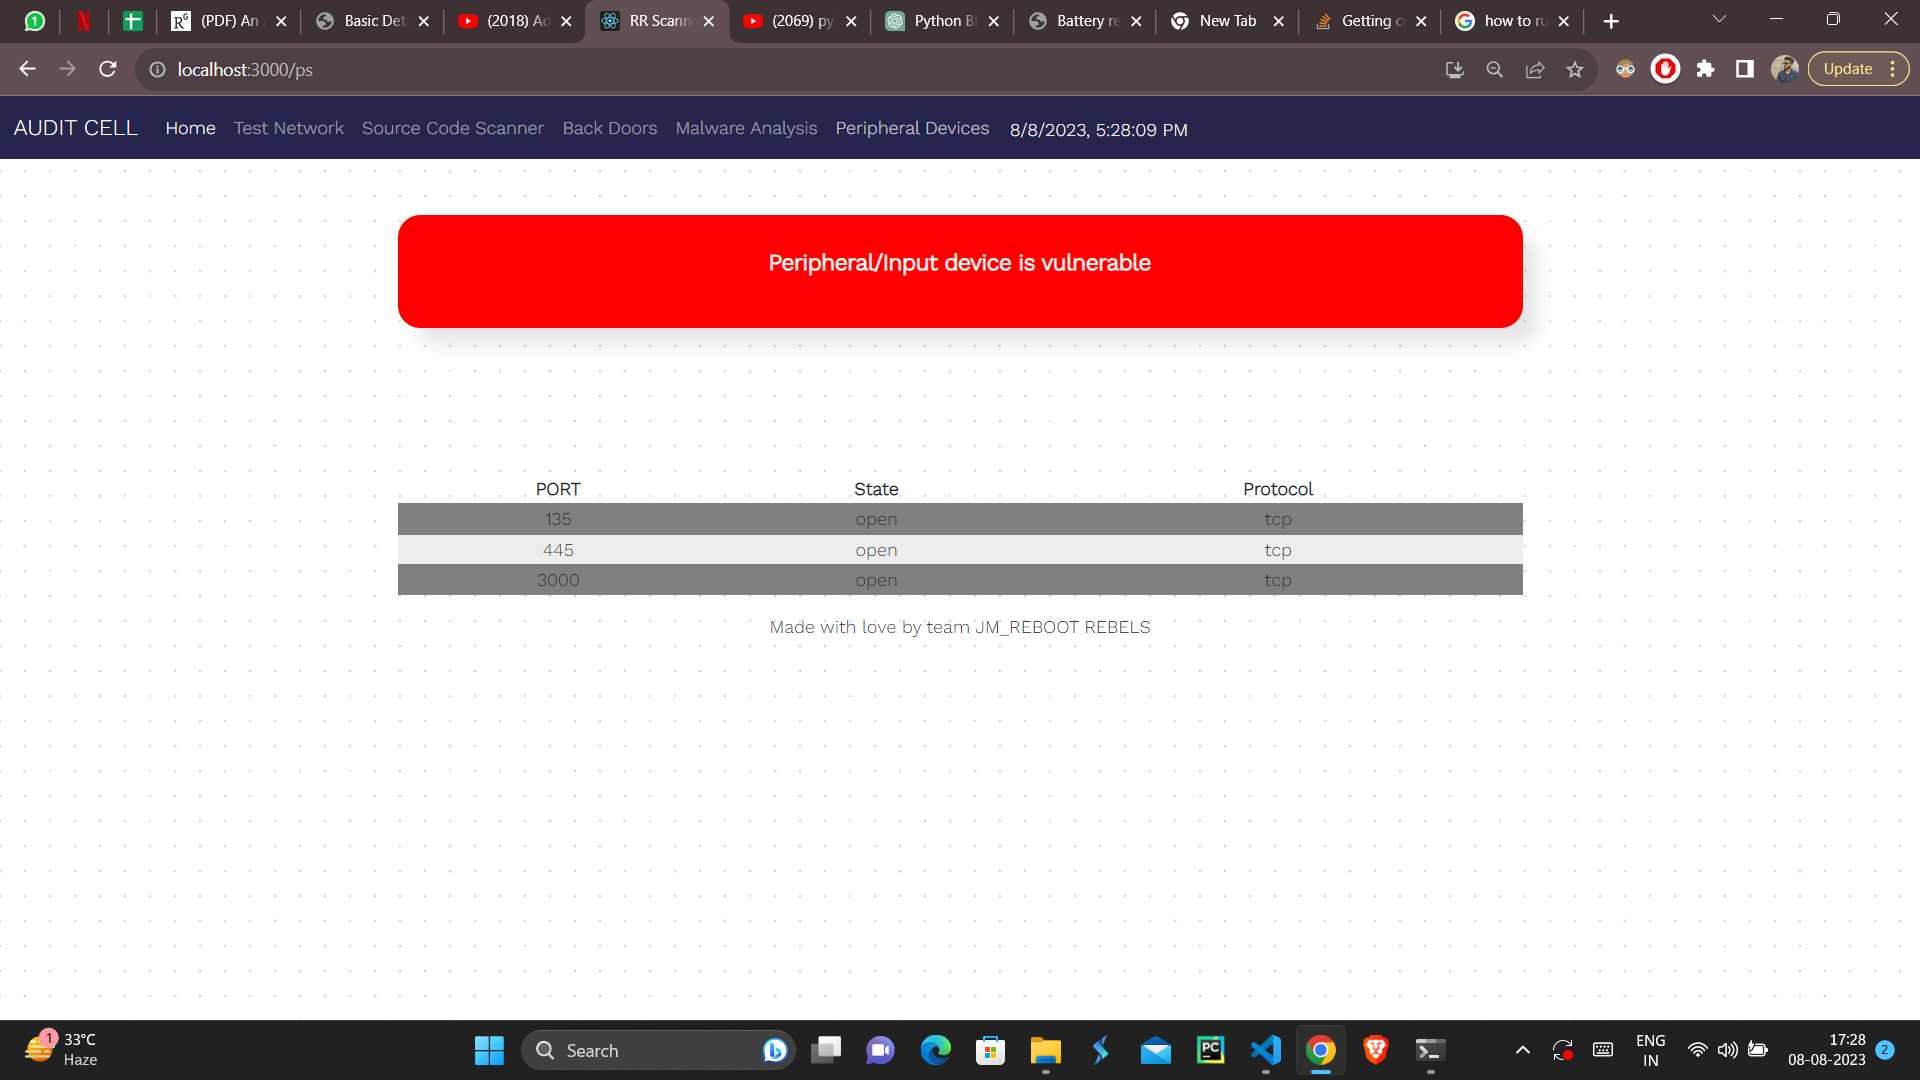 (PDF) An
Basic Det
(2018) Ad
RR Scann
(2069) py
Python Bl
Battery re
New Tab
Getting c
how to ru
localhost:3000/ps
Update
AUDIT CELL Home Test Network Source Code Scanner Back Doors Malware Analysis Peripheral Devices 8/8/2023, 5:28:09 PM
Peripheral/Input device is vulnerable
PORT State Protocol
135 open tcp
445 open tcp
3000 open tcp
Made with love by team JM_REBOOT REBELS
1
33°C
Haze
Search
PC
ENG
IN
17:28
08-08-2023
2